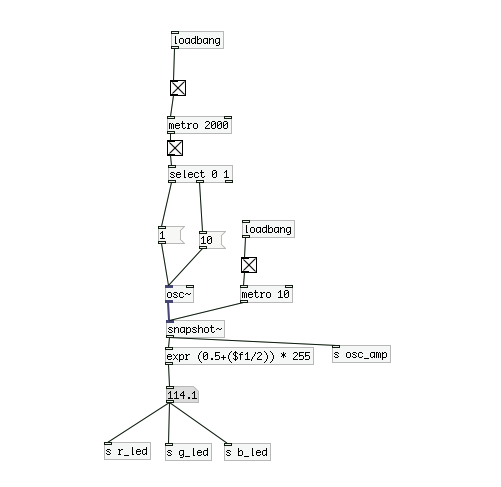 loadbang
metro 2000
select 0 1
1
10
loadbang
osc~
metro 10
snapshot~
expr (0.5+($f1/2)) * 255
s osc_amp
114.1
s r_led
s g_led
s b_led